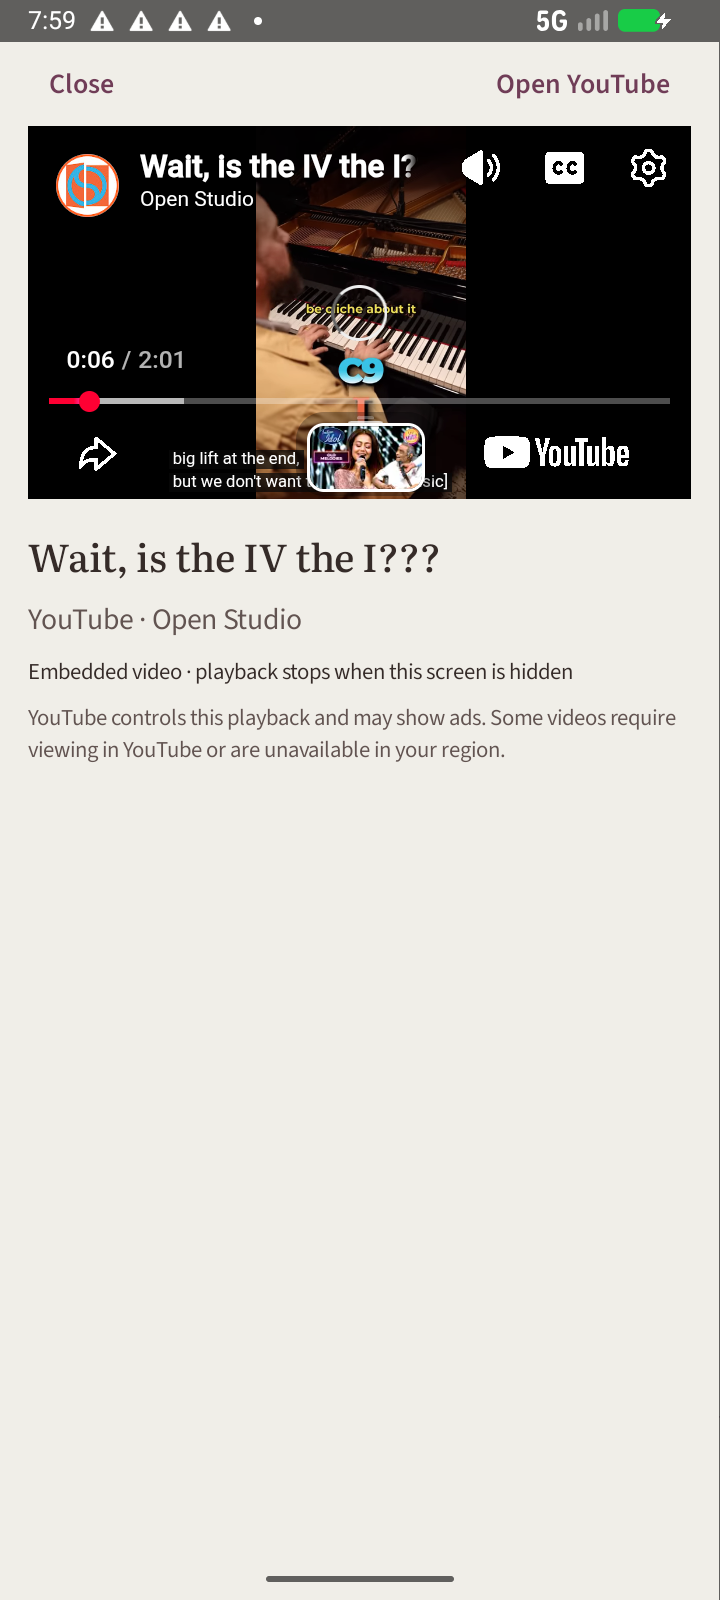 7:59
5G
Close
Open YouTube
Wait, is the IV the I?
Open Studio
CC
be cliche about it
C9
0:06 / 2:01
big lift at the end,
but we don't want
sic]
YouTube
Wait, is the IV the I???
YouTube · Open Studio
Embedded video · playback stops when this screen is hidden
YouTube controls this playback and may show ads. Some videos require
viewing in YouTube or are unavailable in your region.